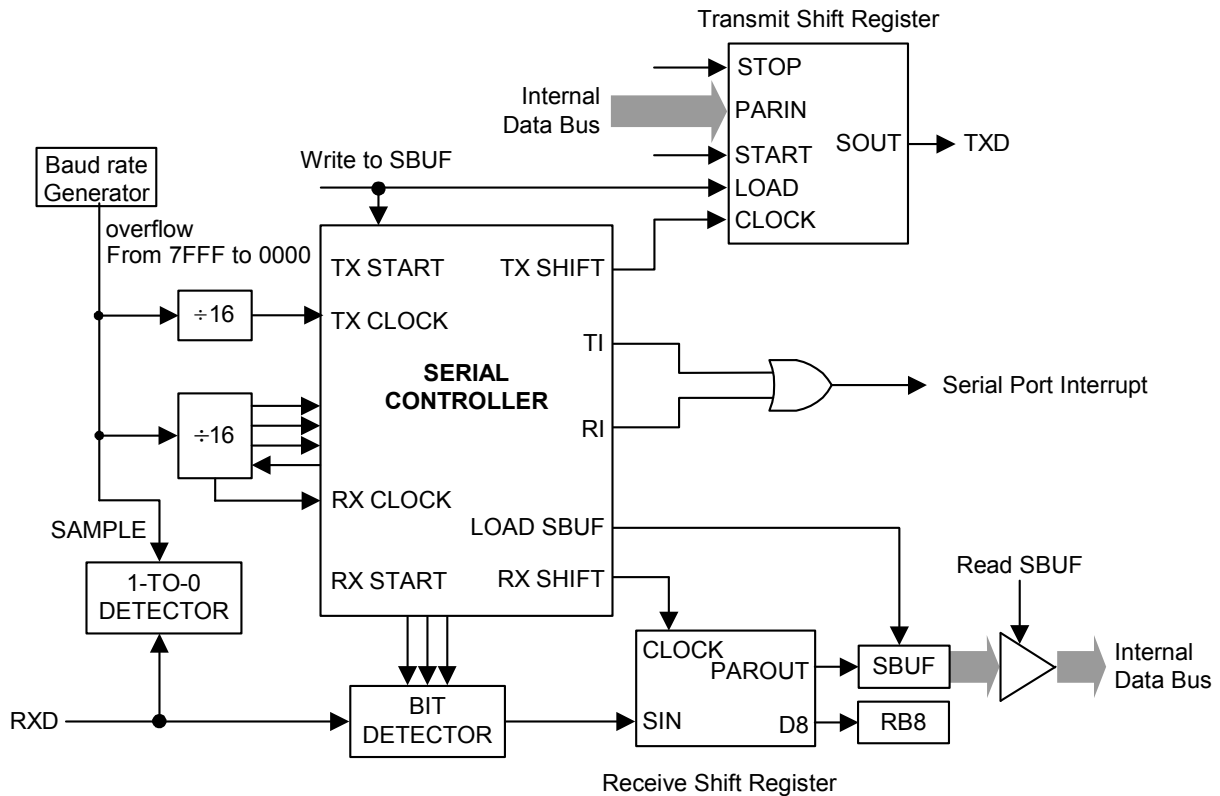 Transmit Shift Register
STOP
Internal
Data Bus
PARIN
SOUT
TXD
START
LOAD
CLOCK
Write to SBUF
Baud rate
Generator
overflow
From 7FFF to 0000
TX START
TX SHIFT
÷16
TX CLOCK
TI
SERIAL
CONTROLLER
Serial Port Interrupt
÷16
RI
RX CLOCK
LOAD SBUF
SAMPLE
1-TO-0
DETECTOR
RX START
RX SHIFT
Read SBUF
CLOCK
PAROUT
SBUF
Internal
Data Bus
RXD
BIT
DETECTOR
SIN
D8
RB8
Receive Shift Register